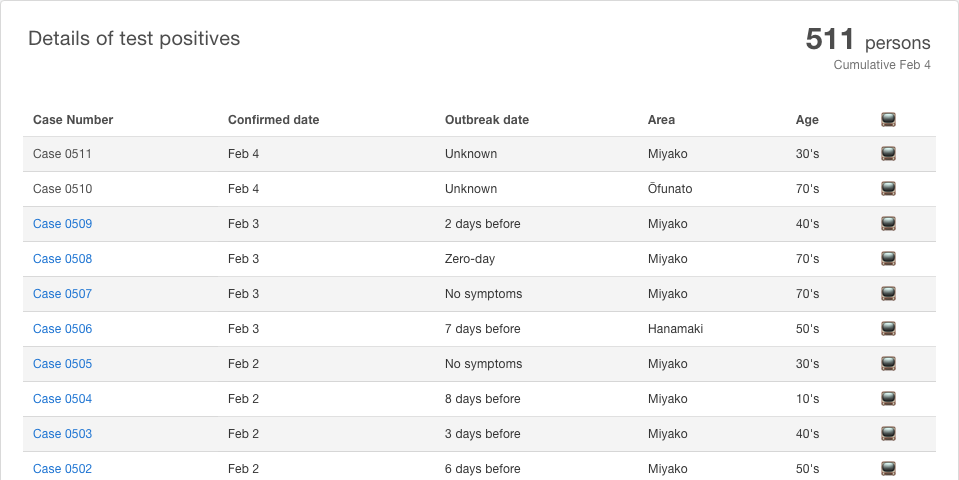 Details of test positives
511 persons
Cumulative Feb 4
Case Number Confirmed date Outbreak date Area Age
Case 0511 Feb 4 Unknown Miyako 30's
Case 0510 Feb 4 Unknown Ōfunato 70's
Case 0509 Feb 3 2 days before Miyako 40's
Case 0508 Feb 3 Zero-day Miyako 70's
Case 0507 Feb 3 No symptoms Miyako 70's
Case 0506 Feb 3 7 days before Hanamaki 50's
Case 0505 Feb 2 No symptoms Miyako 30's
Case 0504 Feb 2 8 days before Miyako 10's
Case 0503 Feb 2 3 days before Miyako 40's
Case 0502 Feb 2 6 days before Miyako 50's